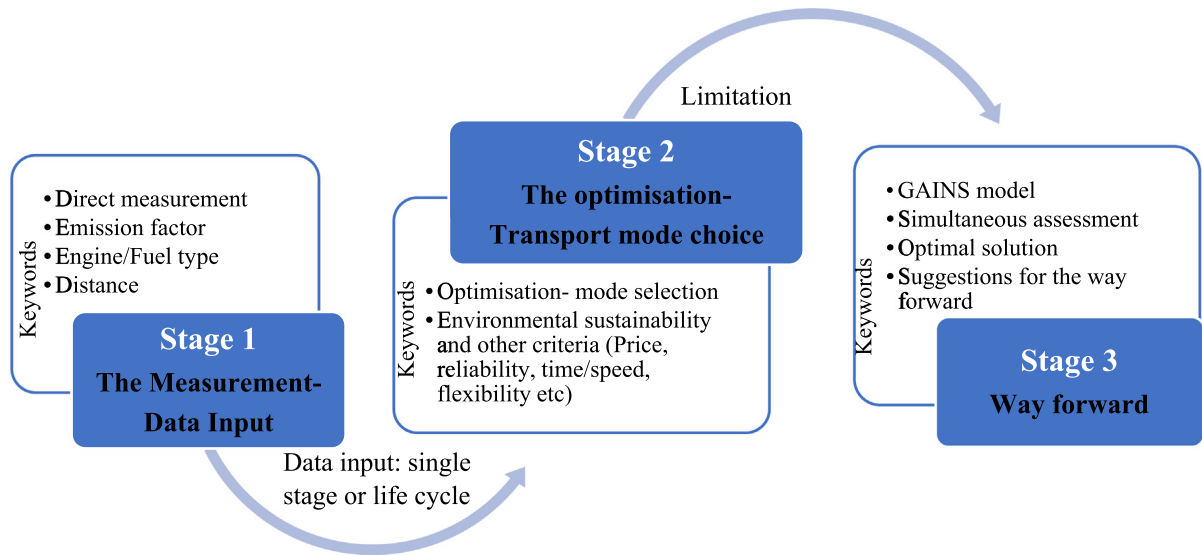 Keywords
• Direct measurement
• Emission factor
• Engine/Fuel type
• Distance
Stage 1
The Measurement-
Data Input
Data input: single
stage or life cycle
Stage 2
The optimisation-
Transport mode choice
Keywords
• Optimisation- mode selection
• Environmental sustainability
and other criteria (Price,
reliability, time/speed,
flexibility etc)
Limitation
Keywords
• GAINS model
• Simultaneous assessment
• Optimal solution
• Suggestions for the way
forward
Stage 3
Way forward